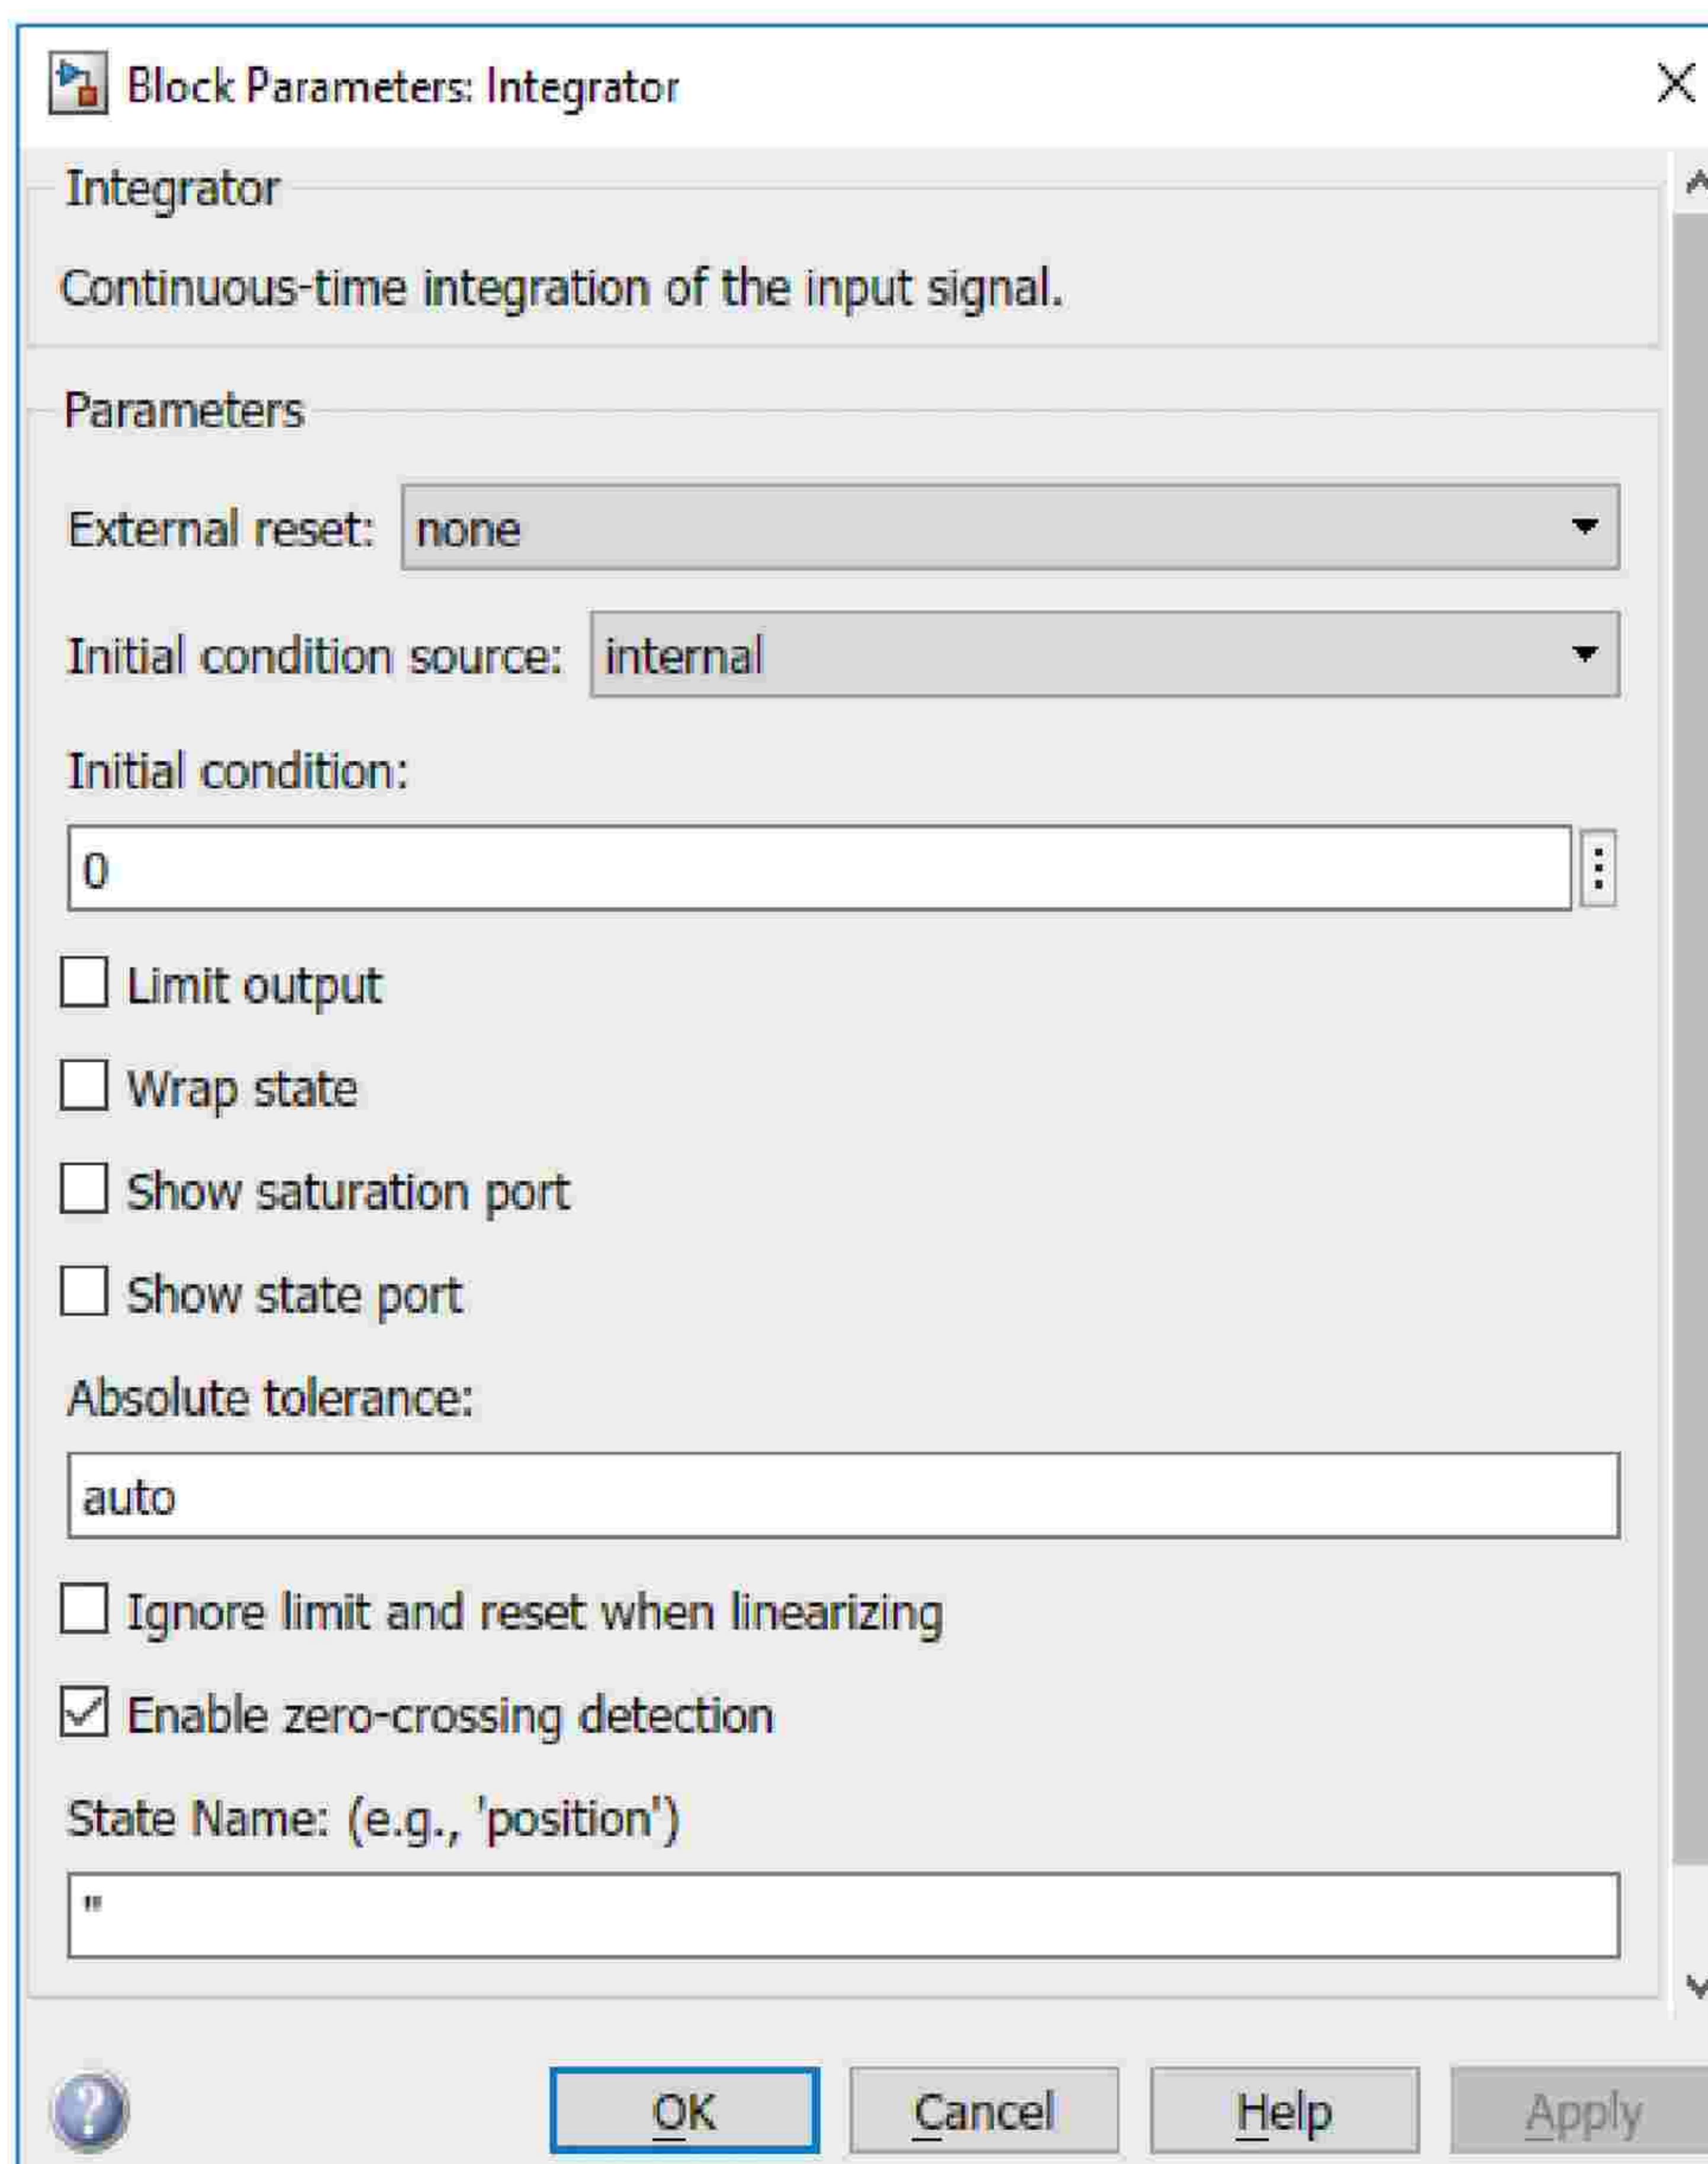 Block Parameters: Integrator
Integrator
Continuous-time integration of the input signal.
Parameters
External reset: none
Initial condition source: internal
Initial condition:
0
Limit output
Wrap state
Show saturation port
Show state port
Absolute tolerance:
auto
Ignore limit and reset when linearizing
Enable zero-crossing detection
State Name: (e.g., 'position')
''
OK Cancel Help Apply